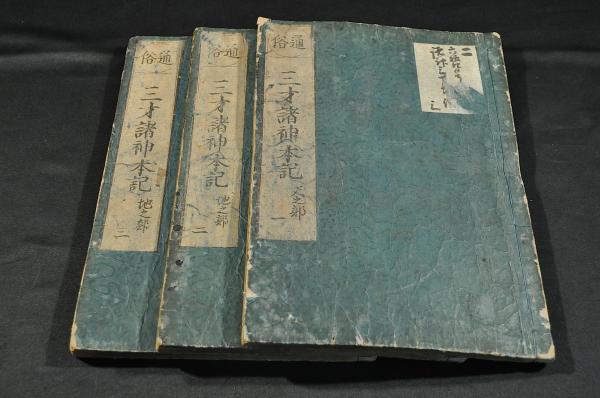 通俗
三才諸神本記 天之部 一
通俗
三才諸神本記 地之部 二
通俗
三才諸神本記 地之部 三
二